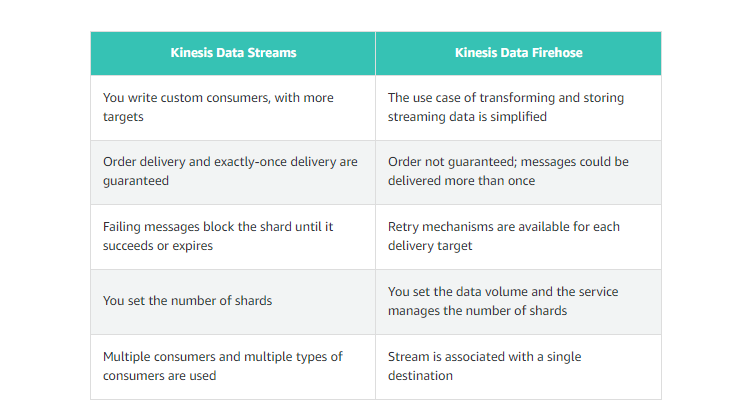 Kinesis Data Streams
Kinesis Data Firehose
You write custom consumers, with more
targets
The use case of transforming and storing
streaming data is simplified
Order delivery and exactly-once delivery are
guaranteed
Order not guaranteed; messages could be
delivered more than once
Failing messages block the shard until it
succeeds or expires
Retry mechanisms are available for each
delivery target
You set the number of shards
You set the data volume and the service
manages the number of shards
Multiple consumers and multiple types of
consumers are used
Stream is associated with a single
destination